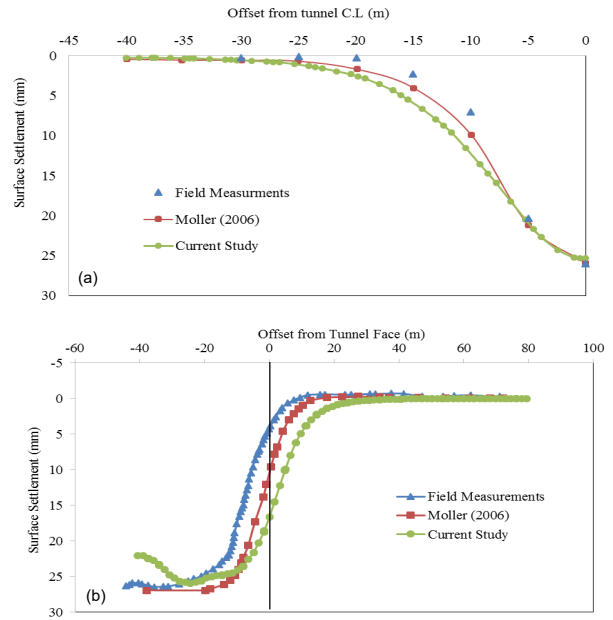 Offset from tunnel C.L (m)
-45 -40 -35 -30 -25 -20 -15 -10 -5 0
0
5
10
15
20
25
30
Surface Settlement (mm)
Field Measurments
Moller (2006)
Current Study
(a)
Offset from Tunnel Face (m)
-60 -40 -20 0 20 40 60 80 100
-5
0
5
10
15
20
25
30
Surface Settlement (mm)
Field Measurements
Moller (2006)
Current Study
(b)